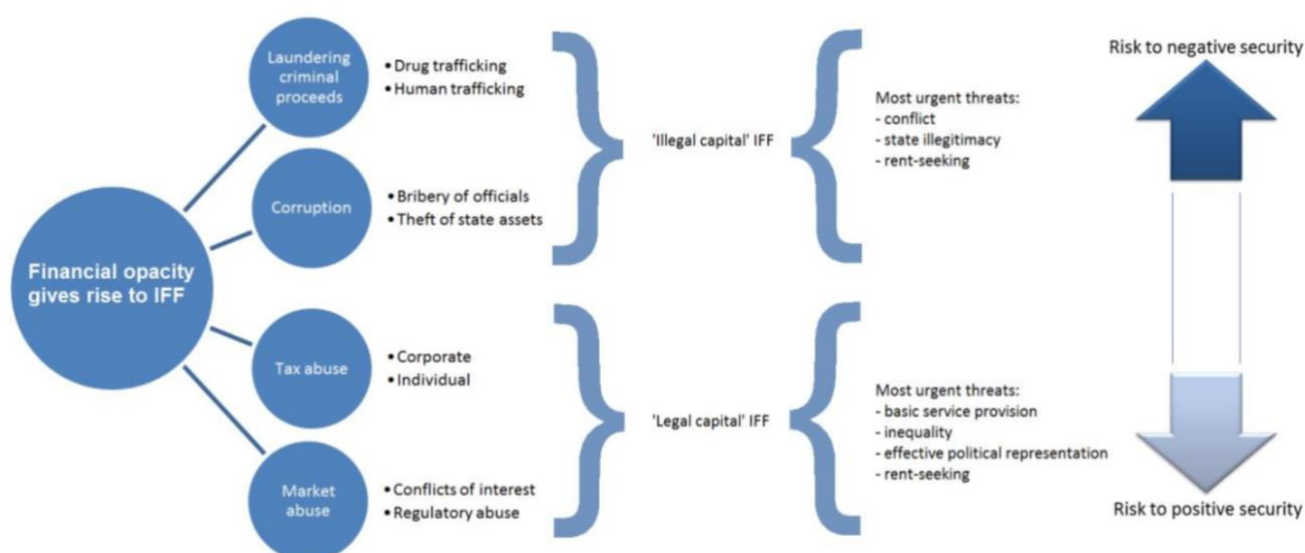 Financial opacity
gives rise to IFF
Laundering
criminal
proceeds
• Drug trafficking
• Human trafficking
Corruption
• Bribery of officials
• Theft of state assets
Tax abuse
• Corporate
• Individual
Market
abuse
• Conflicts of interest
• Regulatory abuse
'Illegal capital' IFF
'Legal capital' IFF
Most urgent threats:
- conflict
- state illegitimacy
- rent-seeking
Most urgent threats:
- basic service provision
- inequality
- effective political representation
- rent-seeking
Risk to negative security
Risk to positive security